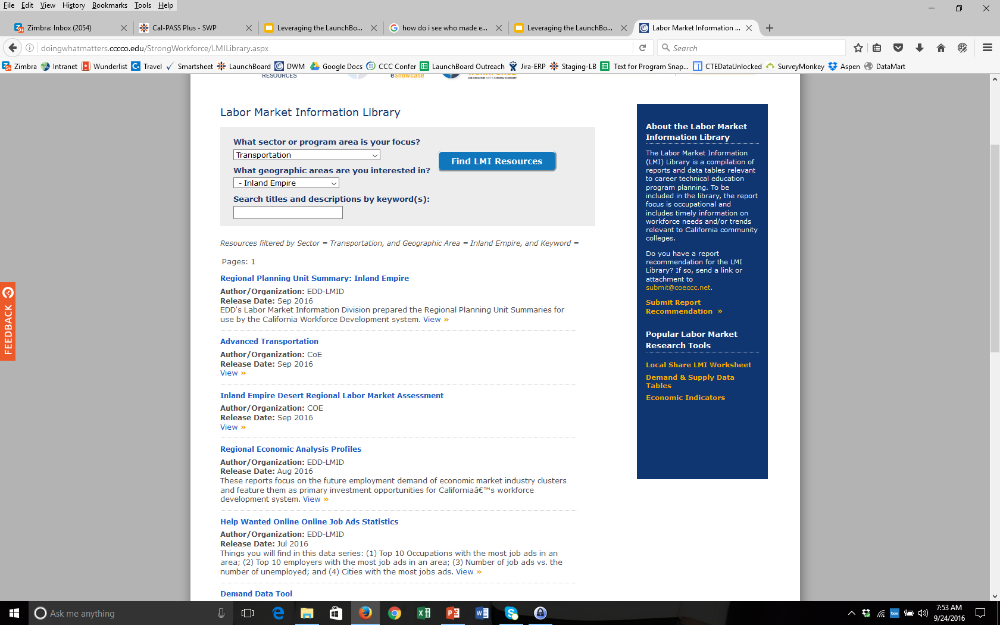 File Edit View History Bookmarks Tools Help
Zimbra: Inbox (2054)
Cal-PASS Plus - SWP
Leveraging the LaunchBo...
how do i see who made e...
Leveraging the LaunchBo...
Labor Market Information ...
doingwhatmatters.cccco.edu/StrongWorkforce/LMILibrary.aspx
Search
Zimbra Intranet Wunderlist Travel Smartsheet LaunchBoard DWM Google Docs CCC Confer LaunchBoard Outreach Jira-ERP Staging-LB Text for Program Snap... CTEDataUnlocked SurveyMonkey Aspen DataMart
RESOURCES
eShowcase
WORKFORCE
JOB CREATION AND A STRONG ECONOMY
Labor Market Information Library
What sector or program area is your focus?
Transportation
Find LMI Resources
What geographic areas are you interested in?
- Inland Empire
Search titles and descriptions by keyword(s):
Resources filtered by Sector = Transportation, and Geographic Area = Inland Empire, and Keyword =
Pages: 1
Regional Planning Unit Summary: Inland Empire
Author/Organization: EDD-LMID
Release Date: Sep 2016
EDD's Labor Market Information Division prepared the Regional Planning Unit Summaries for
use by the California Workforce Development system. View »
Advanced Transportation
Author/Organization: CoE
Release Date: Sep 2016
View »
Inland Empire Desert Regional Labor Market Assessment
Author/Organization: COE
Release Date: Sep 2016
View »
Regional Economic Analysis Profiles
Author/Organization: EDD-LMID
Release Date: Aug 2016
These reports focus on the future employment demand of economic market industry clusters
and feature them as primary investment opportunities for Californiaâ€™s workforce
development system. View »
Help Wanted Online Online Job Ads Statistics
Author/Organization: EDD-LMID
Release Date: Jul 2016
Things you will find in this data series: (1) Top 10 Occupations with the most job ads in an
area; (2) Top 10 employers with the most job ads in an area; (3) Number of job ads vs. the
number of unemployed; and (4) Cities with the most jobs ads. View »
Demand Data Tool
About the Labor Market
Information Library
The Labor Market Information
(LMI) Library is a compilation of
reports and data tables relevant
to career technical education
program planning. To be
included in the library, the report
focus is occupational and
includes timely information on
workforce needs and/or trends
relevant to California community
colleges.
Do you have a report
recommendation for the LMI
Library? If so, send a link or
attachment to
submit@coeccc.net.
Submit Report
Recommendation »
Popular Labor Market
Research Tools
Local Share LMI Worksheet
Demand & Supply Data
Tables
Economic Indicators
FEEDBACK
Ask me anything
7:53 AM
9/24/2016